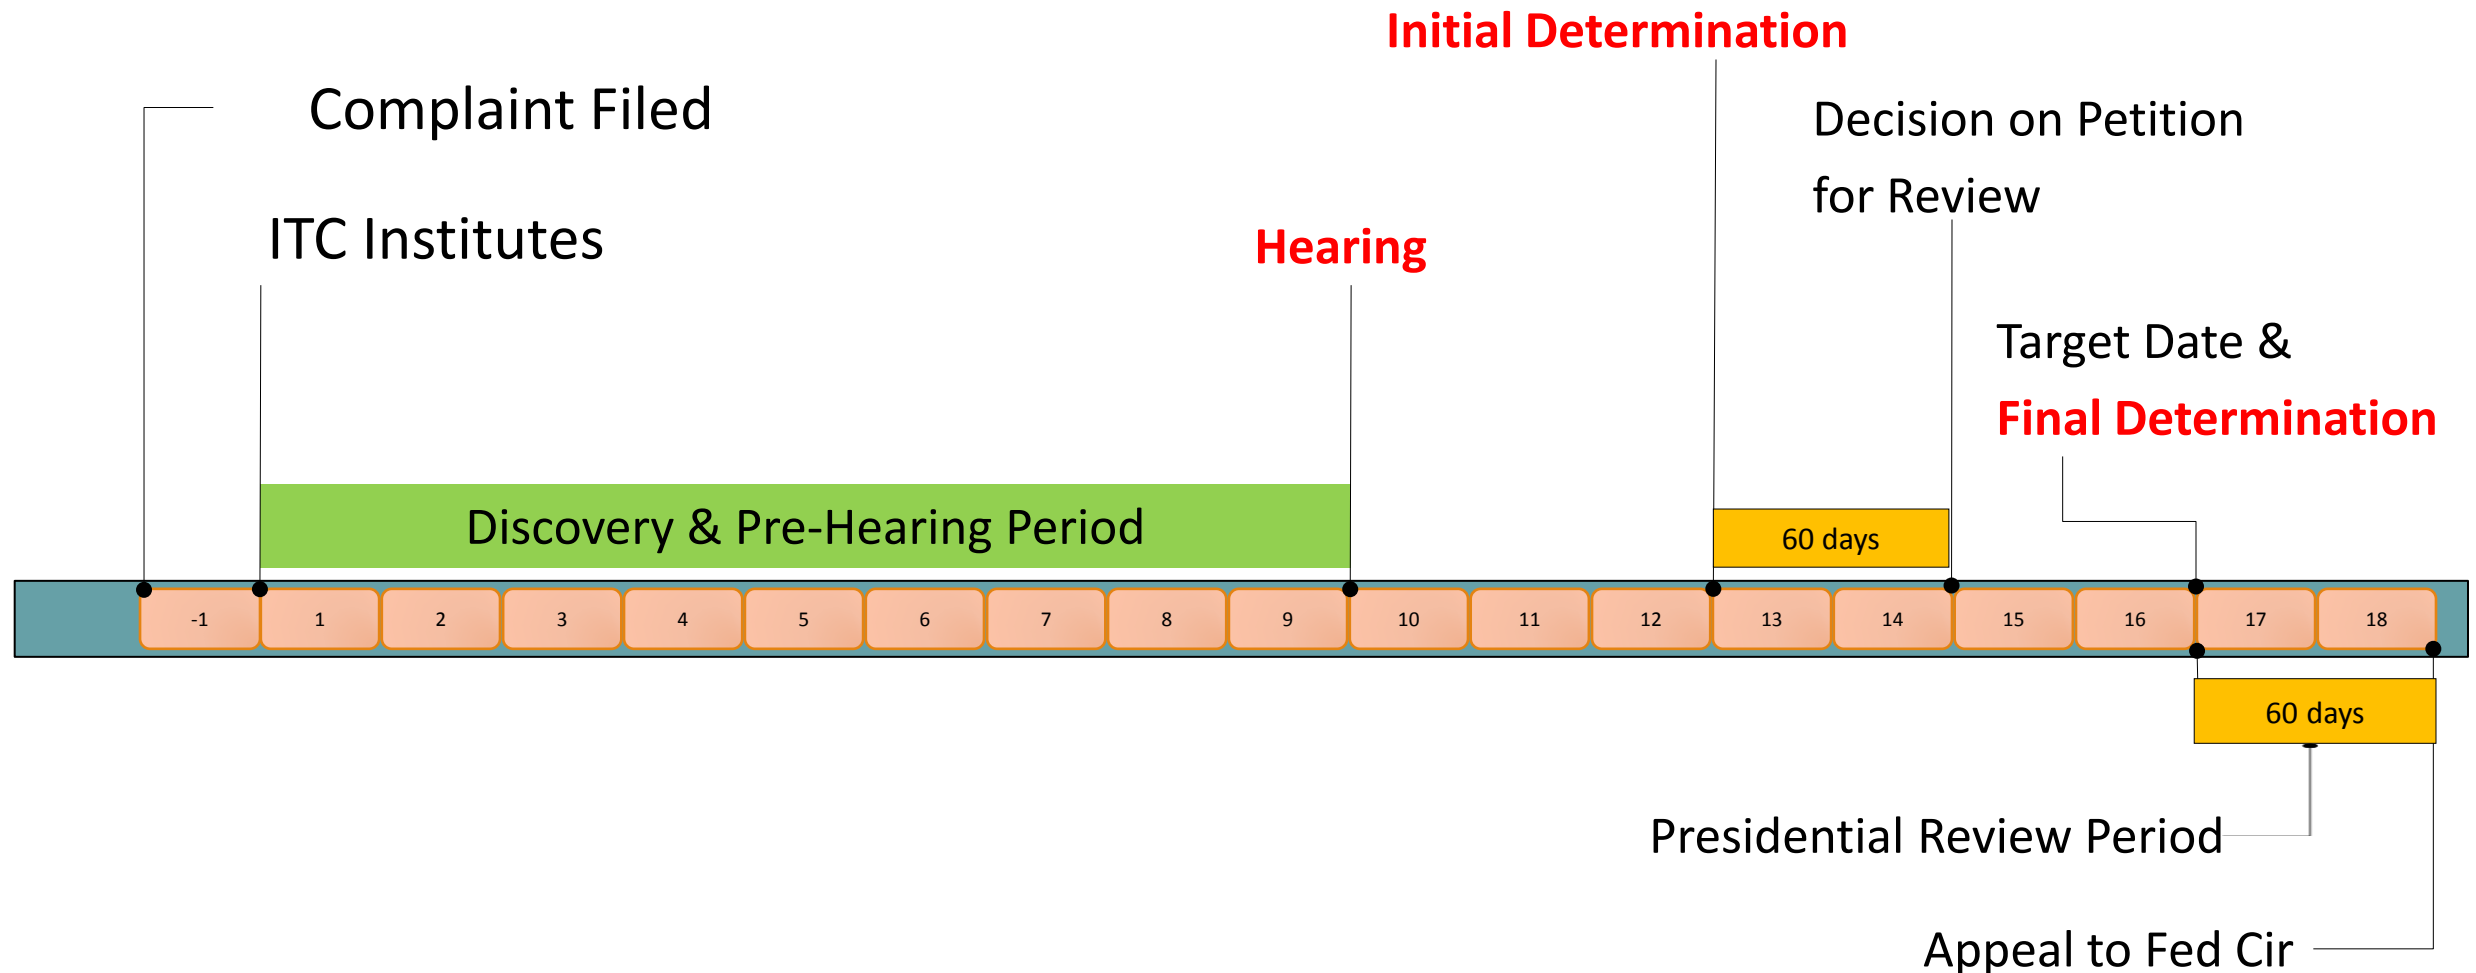 Initial Determination
Complaint Filed
Decision on Petition
for Review
ITC Institutes
Hearing
Target Date &
Final Determination
Discovery & Pre-Hearing Period
60 days
-1 1 2 3 4 5 6 7 8 9 10 11 12 13 14 15 16 17 18
60 days
Presidential Review Period
Appeal to Fed Cir